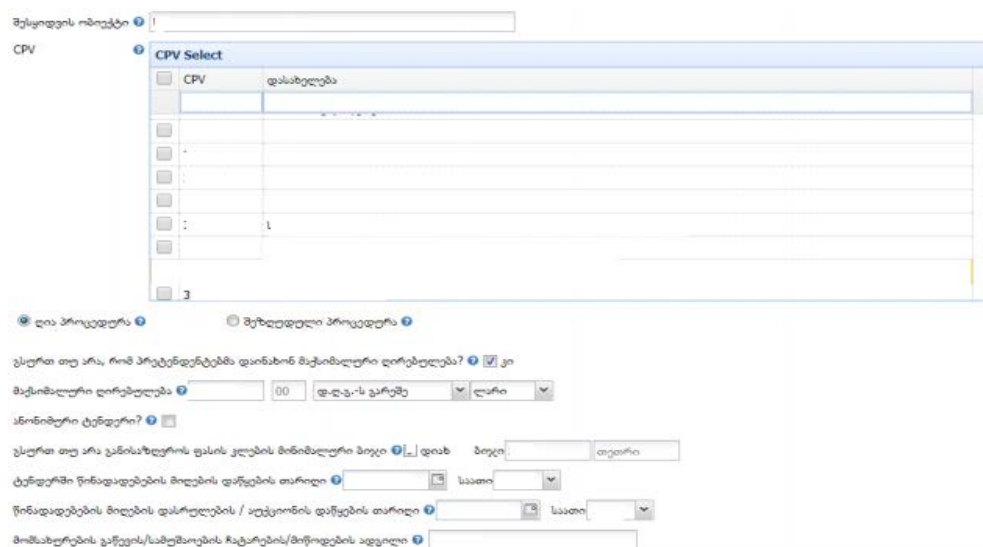 შესყიდვის ობიექტი
CPV
CPV Select
CPV დასახელება
3
ღია პროცედურა შეზღუდული პროცედურა
გსურთ თუ არა, რომ პრეტენდენტებმა დაინახონ მაქსიმალური ღირებულება? კი
მაქსიმალური ღირებულება 00 დ.ღ.გ.-ს გარეშე ლარი
ანონიმური ტენდერი?
გსურთ თუ არა განისაზღვროს ფასის კლების მინიმალური ბიჯი დიახ ბიჯი თეთრი
ტენდერში წინადადებების მიღების დაწყების თარიღი საათი
წინადადებების მიღების დასრულების / აუქციონის დაწყების თარიღი საათი
მომსახურების გაწევის/სამუშაოების ჩატარების/მიწოდების ადგილი